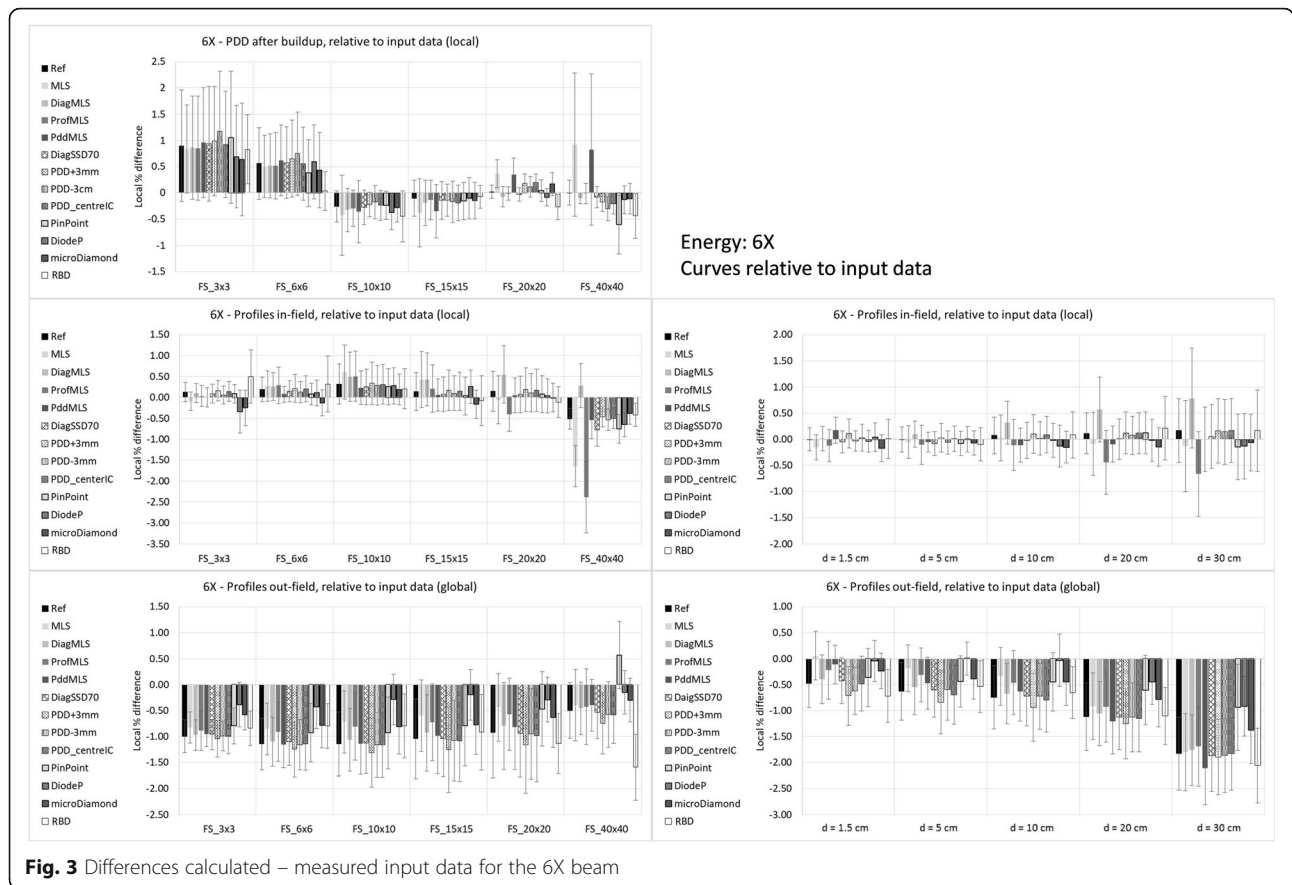 6X - PDD after buildup, relative to input data (local)
Ref
MLS
DiagMLS
ProfMLS
PddMLS
DiagSSD70
PDD+3mm
PDD-3cm
PDD_centreIC
PinPoint
DiodeP
microDiamond
RBD
Local % difference
2.5
2
1.5
1
0.5
0
-0.5
-1
-1.5
FS_3x3 FS_6x6 FS_10x10 FS_15x15 FS_20x20 FS_40x40
Energy: 6X
Curves relative to input data
6X - Profiles in-field, relative to input data (local)
Ref
MLS
DiagMLS
ProfMLS
PddMLS
DiagSSD70
PDD+3mm
PDD-3mm
PDD_centerIC
PinPoint
DiodeP
microDiamond
RBD
Local % difference
1.50
1.00
0.50
0.00
-0.50
-1.00
-1.50
-2.00
-2.50
-3.00
-3.50
FS_3x3 FS_6x6 FS_10x10 FS_15x15 FS_20x20 FS_40x40
6X - Profiles in-field, relative to input data (local)
Ref
MLS
DiagMLS
ProfMLS
PddMLS
DiagSSD70
PDD+3mm
PDD-3mm
PDD_centreIC
PinPoint
DiodeP
microDiamond
RBD
Local % difference
2.00
1.50
1.00
0.50
0.00
-0.50
-1.00
-1.50
-2.00
d = 1.5 cm d = 5 cm d = 10 cm d = 20 cm d = 30 cm
6X - Profiles out-field, relative to input data (global)
Ref
MLS
DiagMLS
ProfMLS
PddMLS
DiagSSD70
PDD+3mm
PDD-3mm
PDD_centreIC
PinPoint
DiodeP
microDiamond
RBD
Local % difference
1.50
1.00
0.50
0.00
-0.50
-1.00
-1.50
-2.00
-2.50
FS_3x3 FS_6x6 FS_10x10 FS_15x15 FS_20x20 FS_40x40
6X - Profiles out-field, relative to input data (global)
Ref
MLS
DiagMLS
ProfMLS
PddMLS
DaigSSD70
PDD+3mm
PDD-3mm
PDD_centreIC
PinPoint
DiodeP
microDiamond
RBD
Local % difference
1.00
0.50
0.00
-0.50
-1.00
-1.50
-2.00
-2.50
-3.00
d = 1.5 cm d = 5 cm d = 10 cm d = 20 cm d = 30 cm
Fig. 3 Differences calculated – measured input data for the 6X beam